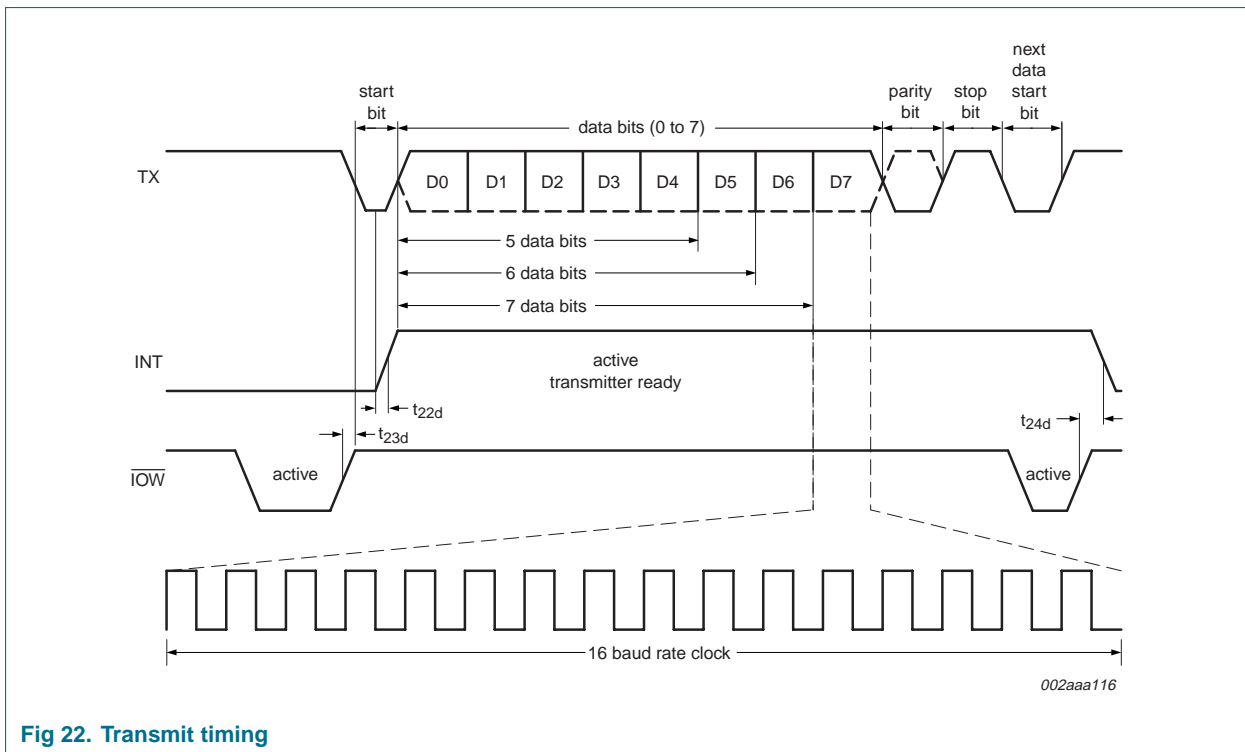 start
bit
data bits (0 to 7)
parity
bit
stop
bit
next
data
start
bit
TX
D0 D1 D2 D3 D4 D5 D6 D7
5 data bits
6 data bits
7 data bits
INT
active
transmitter ready
t22d
t23d
t24d
IOW
active
active
16 baud rate clock
002aaa116
Fig 22. Transmit timing